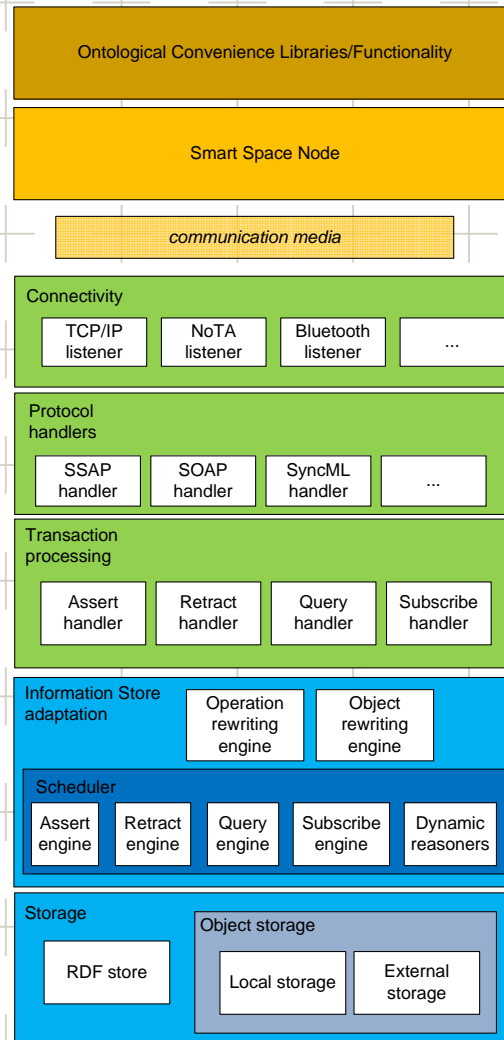 Ontological Convenience Libraries/Functionality
Smart Space Node
communication media
Connectivity
TCP/IP
listener
NoTA
listener
Bluetooth
listener
...
Protocol
handlers
SSAP
handler
SOAP
handler
SyncML
handler
...
Transaction
processing
Assert
handler
Retract
handler
Query
handler
Subscribe
handler
Information Store
adaptation
Operation
rewriting
engine
Object
rewriting
engine
Scheduler
Assert
engine
Retract
engine
Query
engine
Subscribe
engine
Dynamic
reasoners
Storage
RDF store
Object storage
Local storage
External
storage